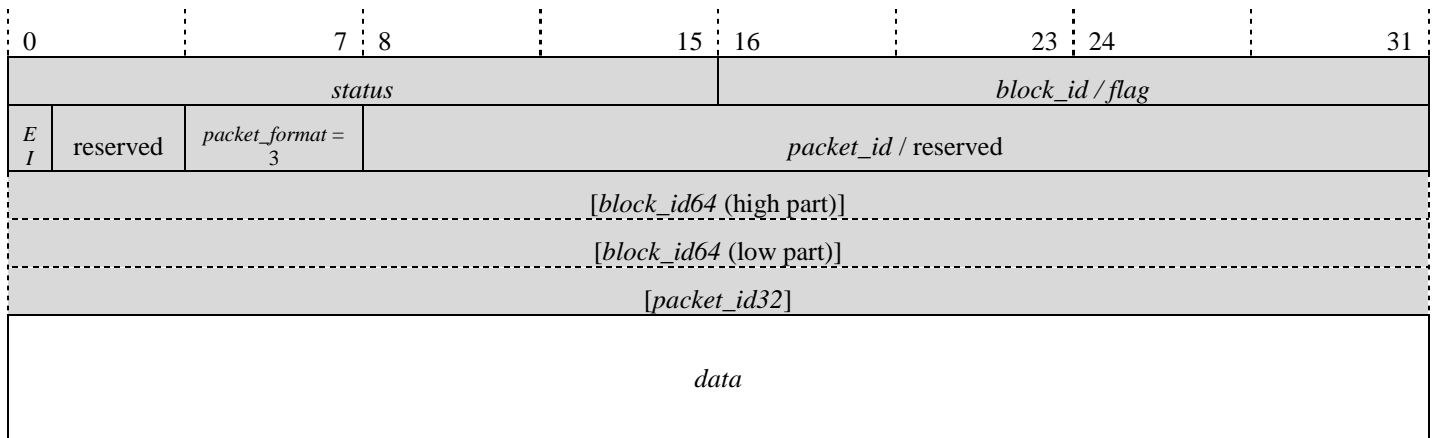 0 7 8 15 16 23 24 31
status block_id / flag
E
I reserved packet_format =
3 packet_id / reserved
[block_id64 (high part)]
[block_id64 (low part)]
[packet_id32]
data